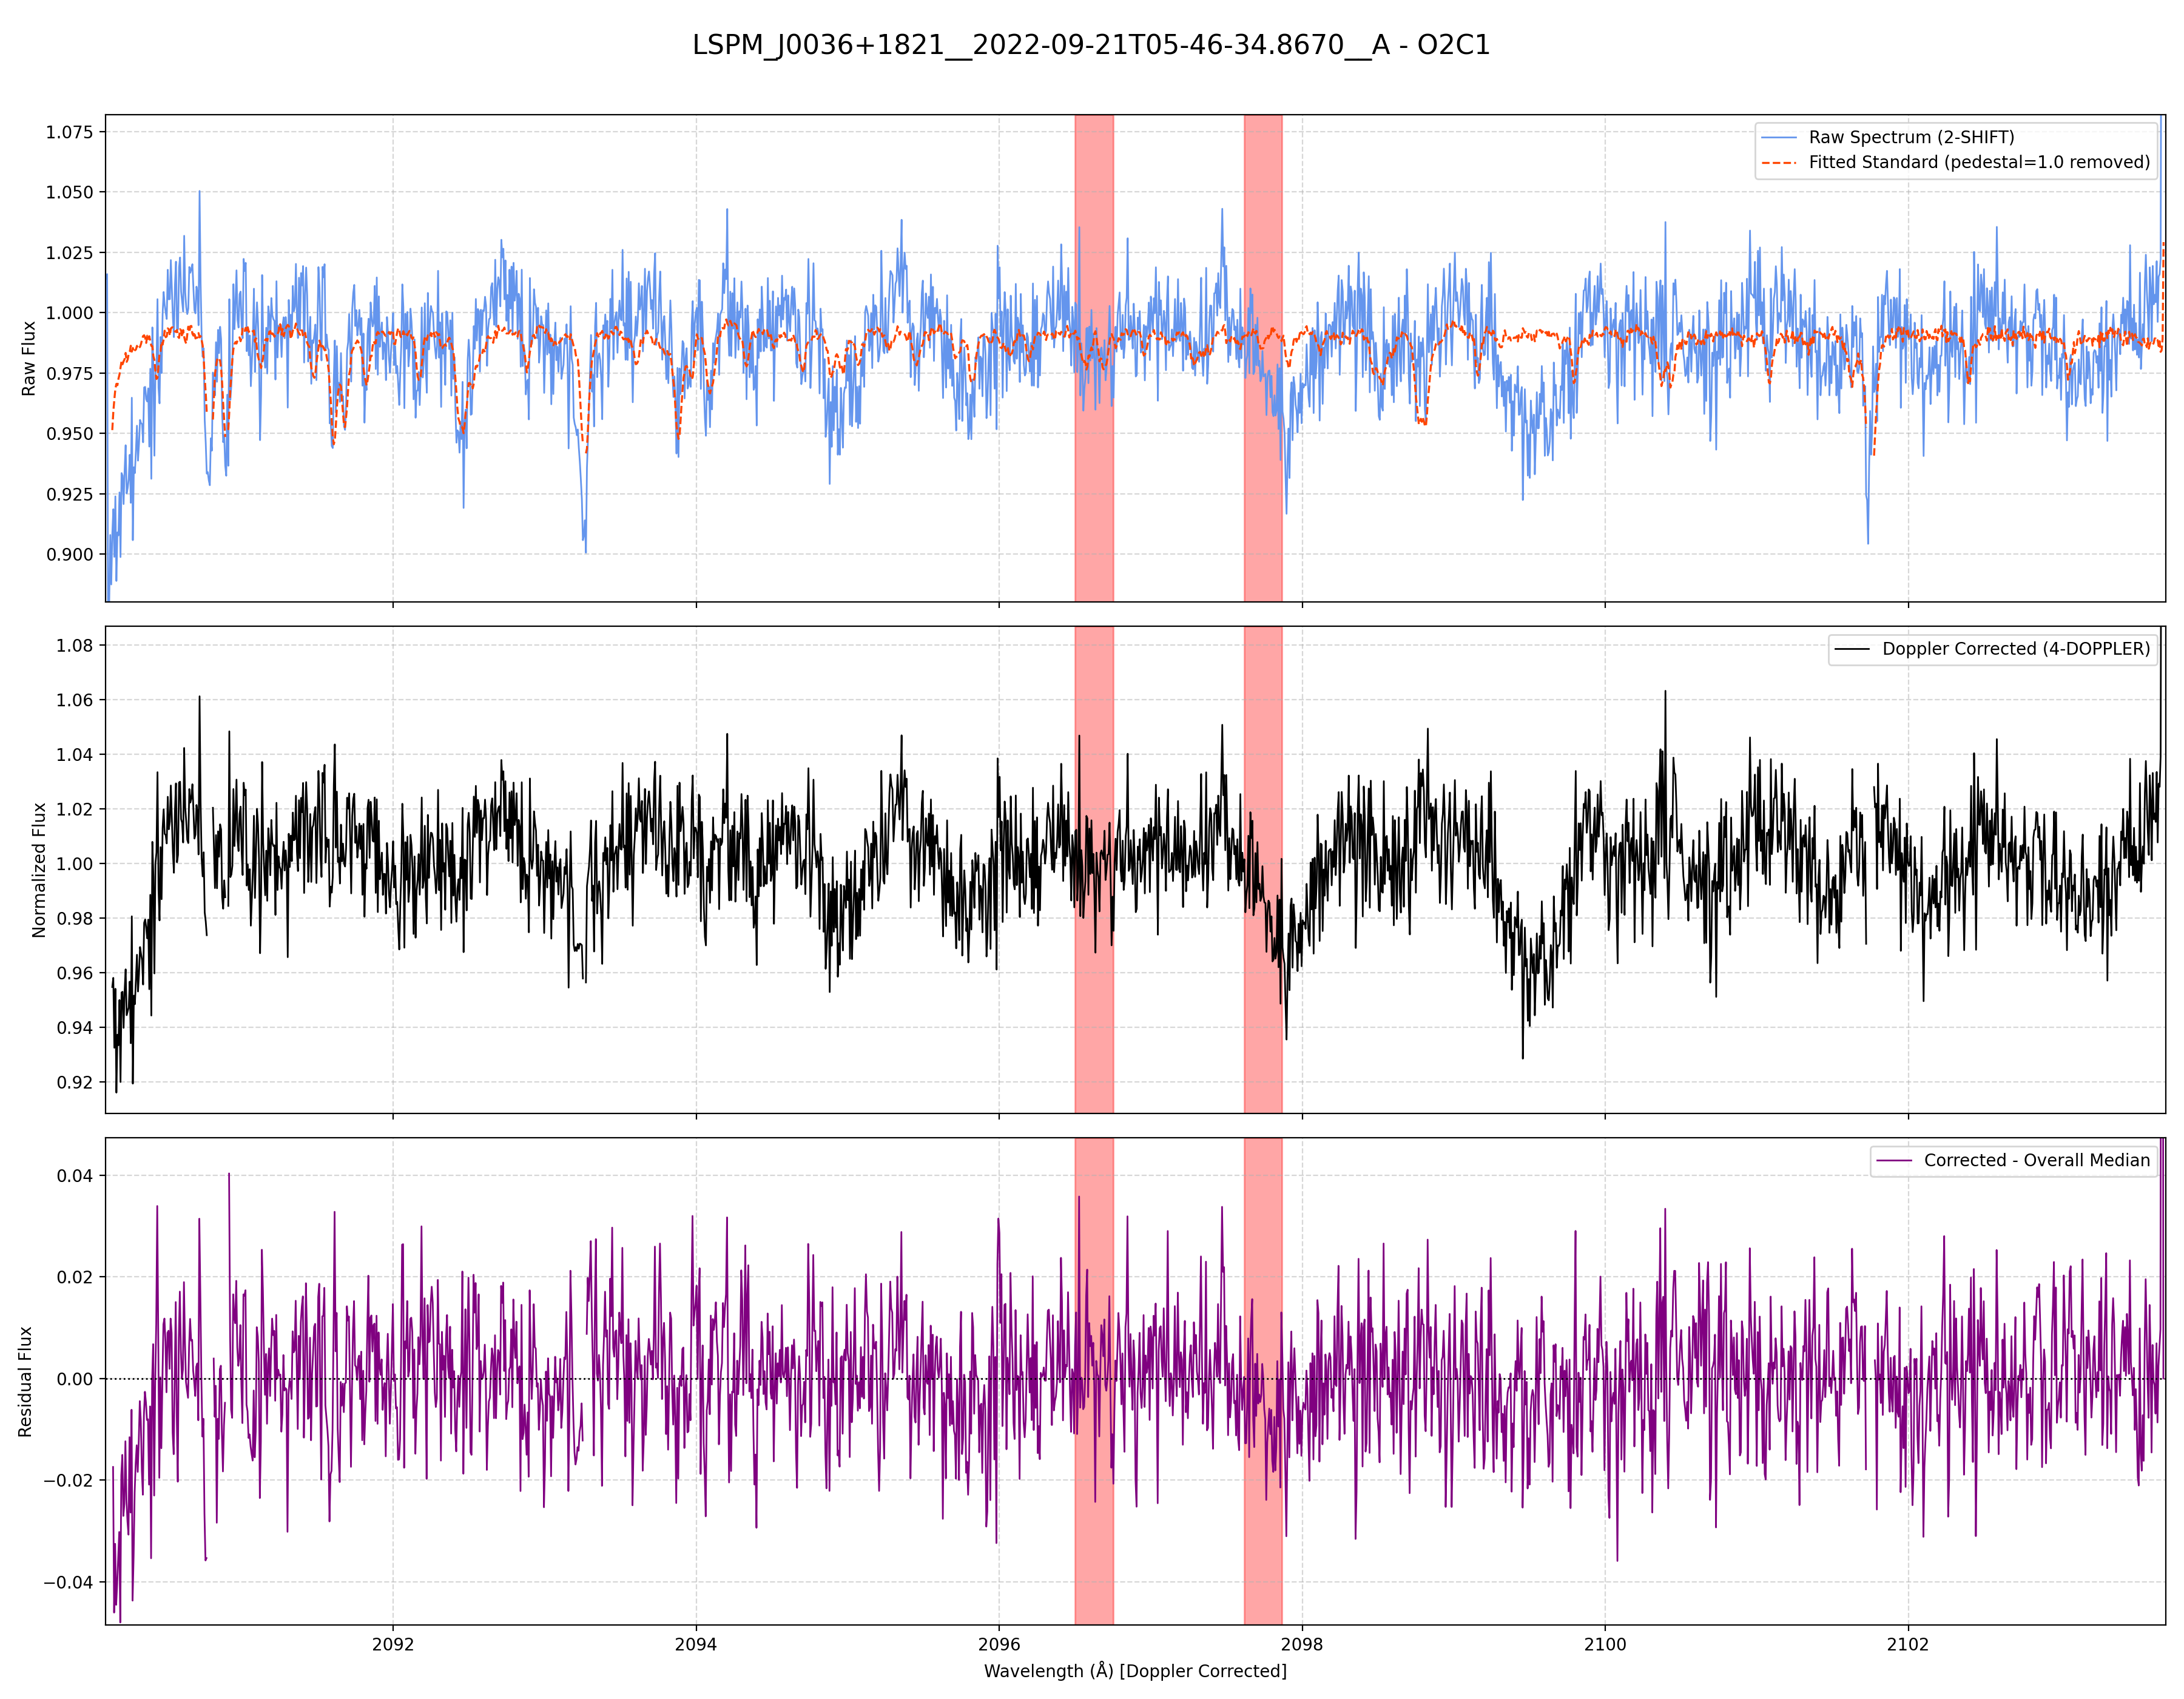 LSPM_J0036+1821__2022-09-21T05-46-34.8670__A - O2C1
Raw Flux
1.075
1.050
1.025
1.000
0.975
0.950
0.925
0.900
Raw Spectrum (2-SHIFT)
Fitted Standard (pedestal=1.0 removed)
Normalized Flux
1.08
1.06
1.04
1.02
1.00
0.98
0.96
0.94
0.92
Doppler Corrected (4-DOPPLER)
Residual Flux
0.04
0.02
0.00
−0.02
−0.04
Corrected - Overall Median
2092 2094 2096 2098 2100 2102
Wavelength (Å) [Doppler Corrected]